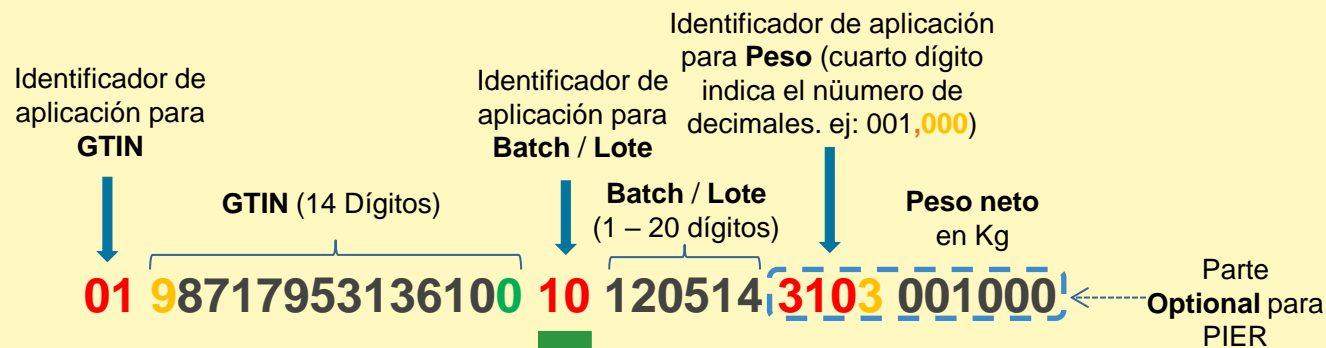 Identificador de
aplicación para
GTIN
Identificador de
aplicación para
Batch / Lote
Identificador de aplicación
para Peso (cuarto dígito
indica el nüumero de
decimales. ej: 001,000)
GTIN (14 Dígitos)
Batch / Lote
(1 – 20 dígitos)
Peso neto
en Kg
01 98717953136100 10 120514 3103 001000
Parte
Optional para
PIER